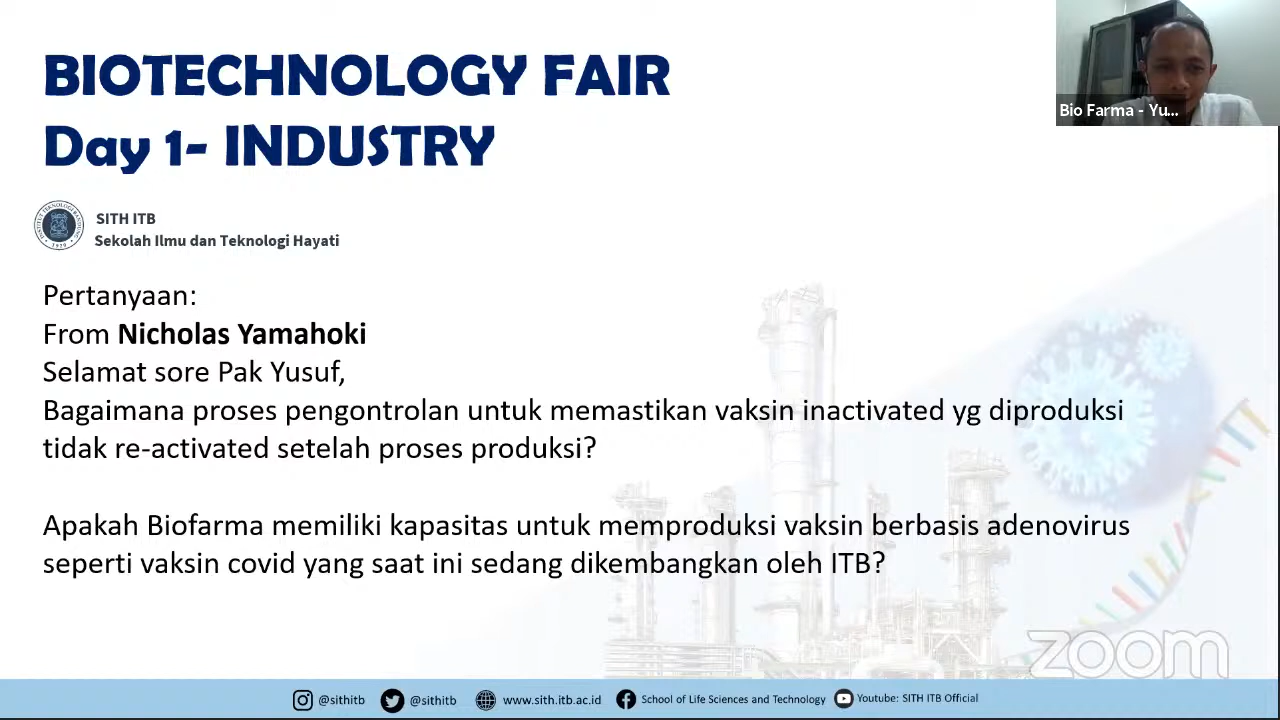 BIOTECHNOLOGY FAIR
Day 1- INDUSTRY
Bio Farma - Yu...
SITH ITB
Sekolah Ilmu dan Teknologi Hayati
Pertanyaan:
From Nicholas Yamahoki
Selamat sore Pak Yusuf,
Bagaimana proses pengontrolan untuk memastikan vaksin inactivated yg diproduksi
tidak re-activated setelah proses produksi?
Apakah Biofarma memiliki kapasitas untuk memproduksi vaksin berbasis adenovirus
seperti vaksin covid yang saat ini sedang dikembangkan oleh ITB?
zoom
@sithitb @sithitb www.sith.itb.ac.id School of Life Sciences and Technology Youtube: SITH ITB Official